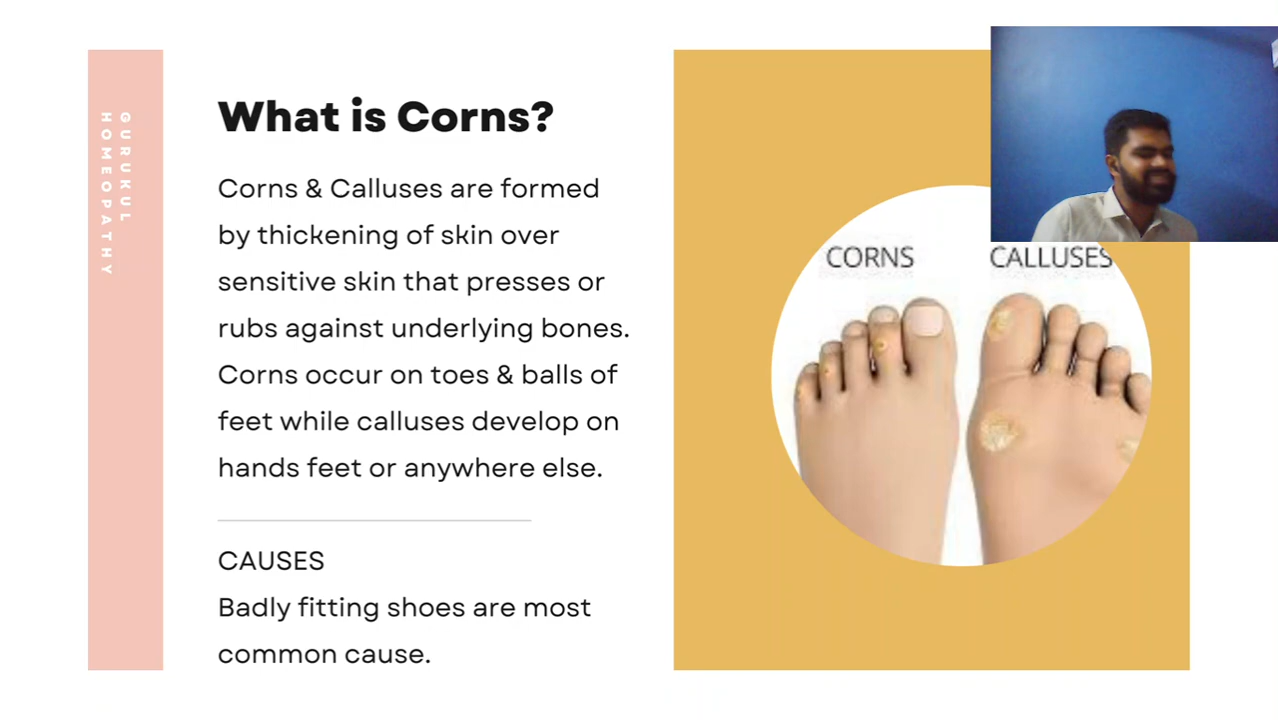 GURUKUL
HOMEOPATHY
What is Corns?
Corns & Calluses are formed
by thickening of skin over
sensitive skin that presses or
rubs against underlying bones.
Corns occur on toes & balls of
feet while calluses develop on
hands feet or anywhere else.
CAUSES
Badly fitting shoes are most
common cause.
CORNS
CALLUSES